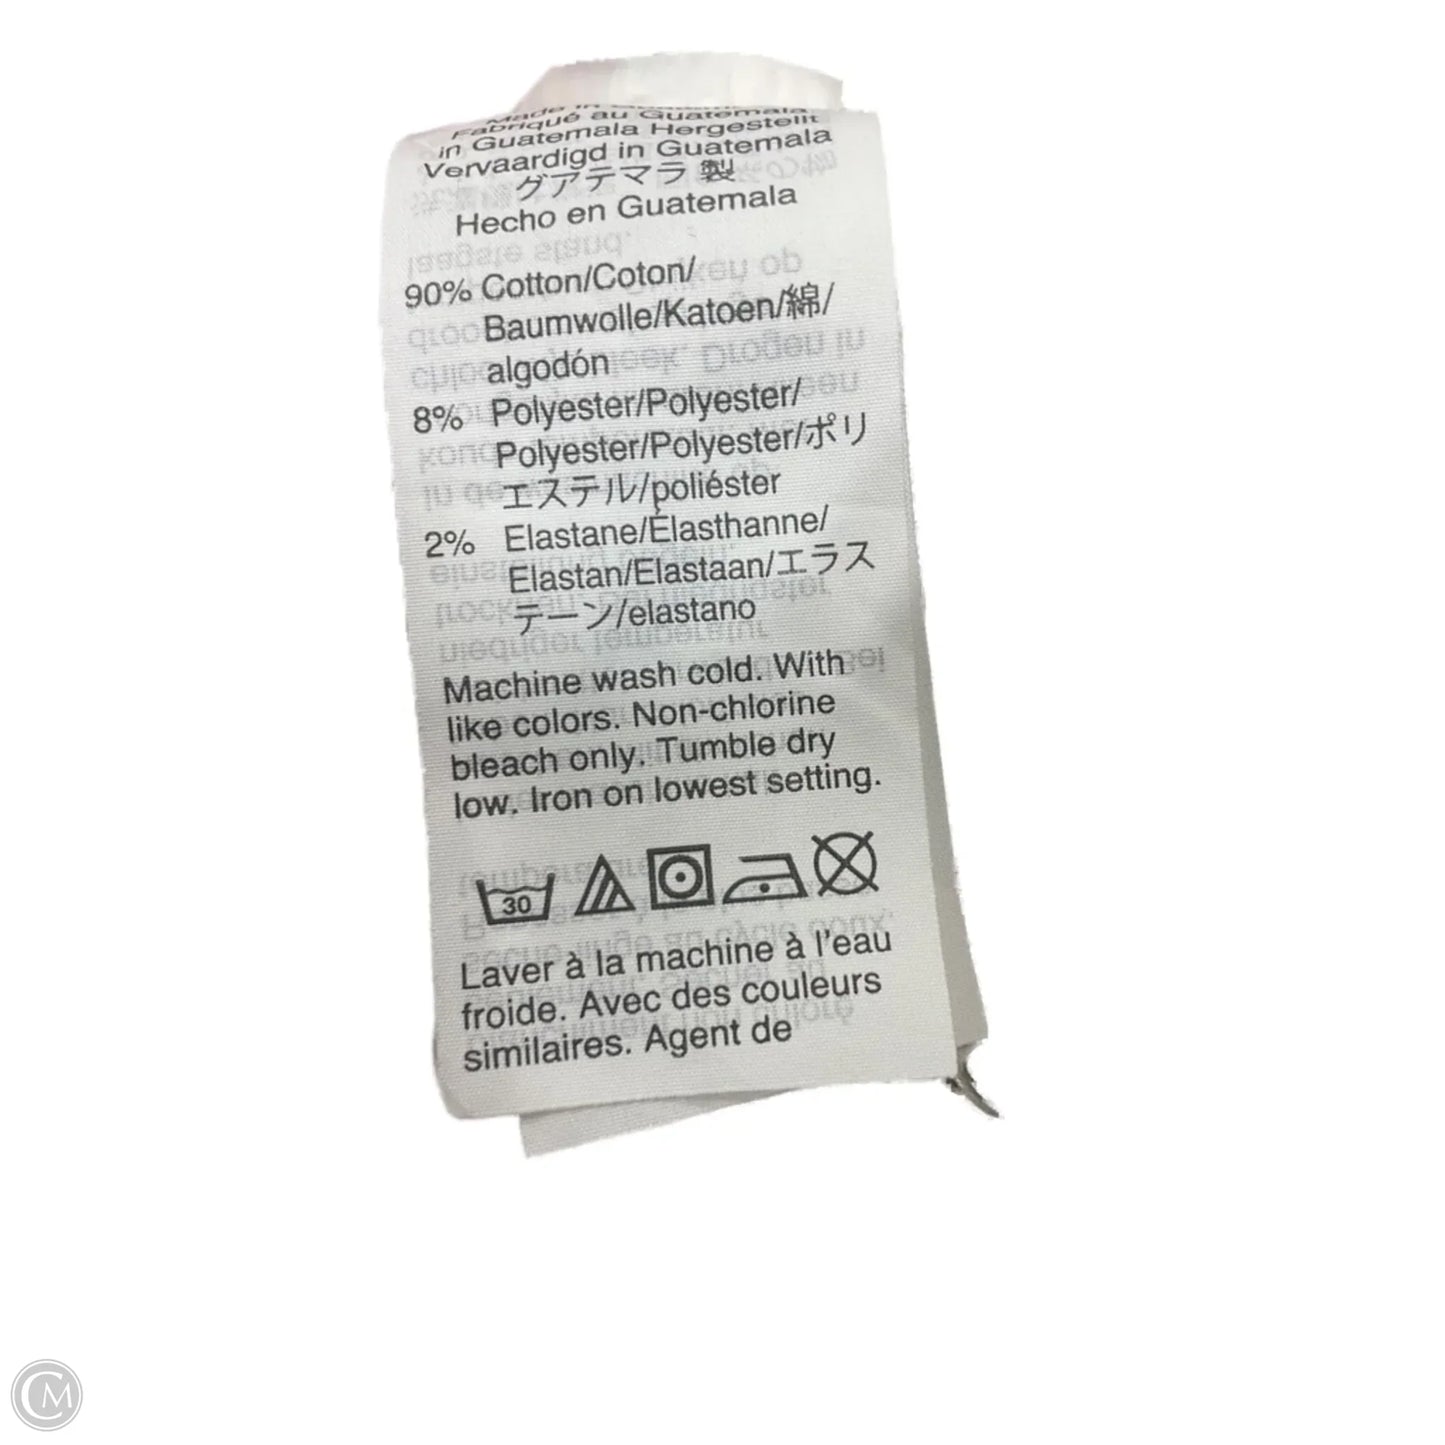 Made in
Fabriqué au Guatemala
in Guatemala Hergestellt
Vervaardigd in Guatemala
グアテマラ 製
Hecho en Guatemala
90% Cotton/Coton/
Baumwolle/Katoen/綿/
algodón
8% Polyester/Polyester/
Polyester/Polyester/ポリ
エステル/poliéster
2% Elastane/Élasthanne/
Elastan/Elastaan/エラス
テーン/elastano
Machine wash cold. With
like colors. Non-chlorine
bleach only. Tumble dry
low. Iron on lowest setting.
30
Laver à la machine à l'eau
froide. Avec des couleurs
similaires. Agent de
CM